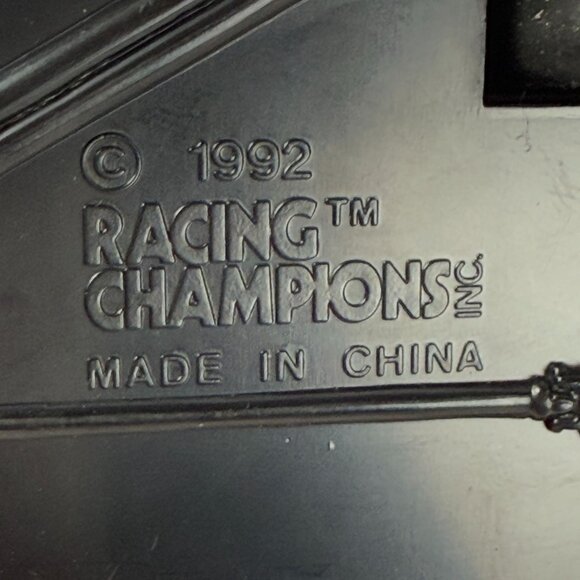 © 1992
RACING™
CHAMPIONS INC.
MADE IN CHINA